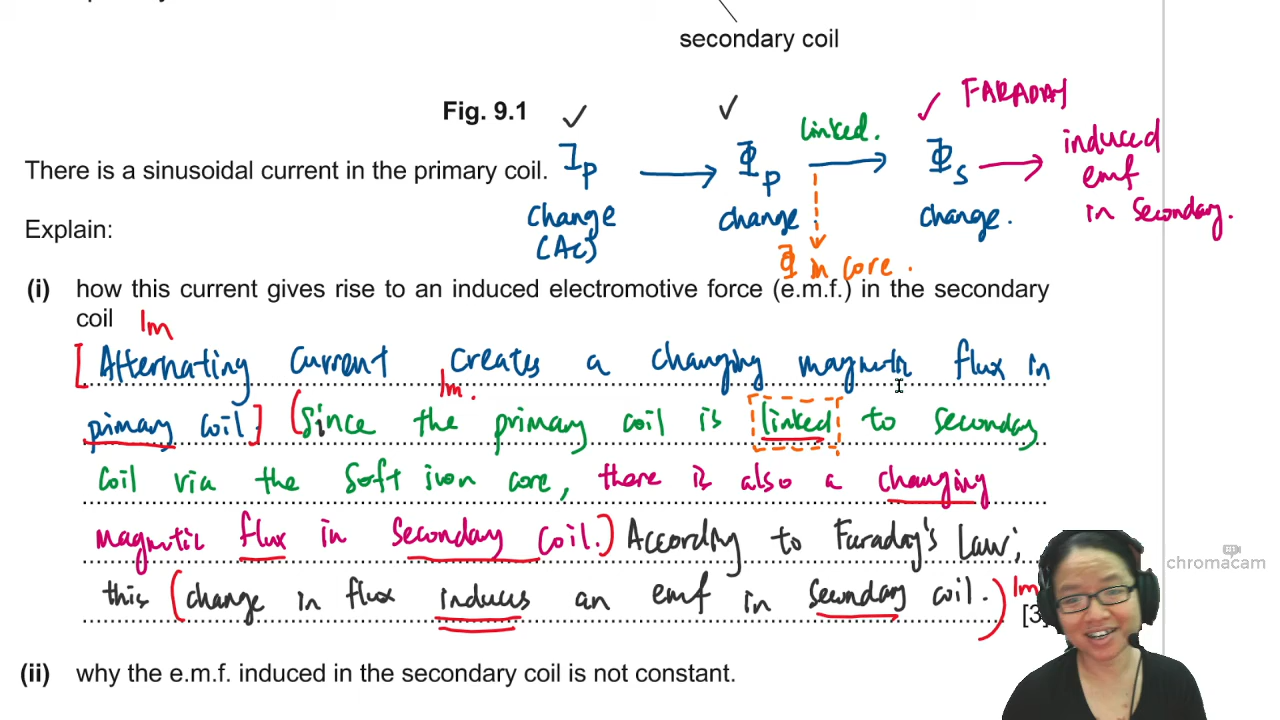 secondary coil
Fig. 9.1
FARADAY
linked.
There is a sinusoidal current in the primary coil.
Ip → Φp → Φs → induced emf in Secondary.
change (AC)
change.
change.
Φ in core.
Explain:
(i) how this current gives rise to an induced electromotive force (e.m.f.) in the secondary
coil 1m
[Alternating current creates a changing magnetic flux in
1m.
primary coil.] (Since the primary coil is linked to secondary
coil via the soft iron core, there is also a changing
magnetic flux in secondary coil.) According to Faraday's Law,
this (change in flux induces an emf in secondary coil.) 1m
[3]
(ii) why the e.m.f. induced in the secondary coil is not constant.
chromacam